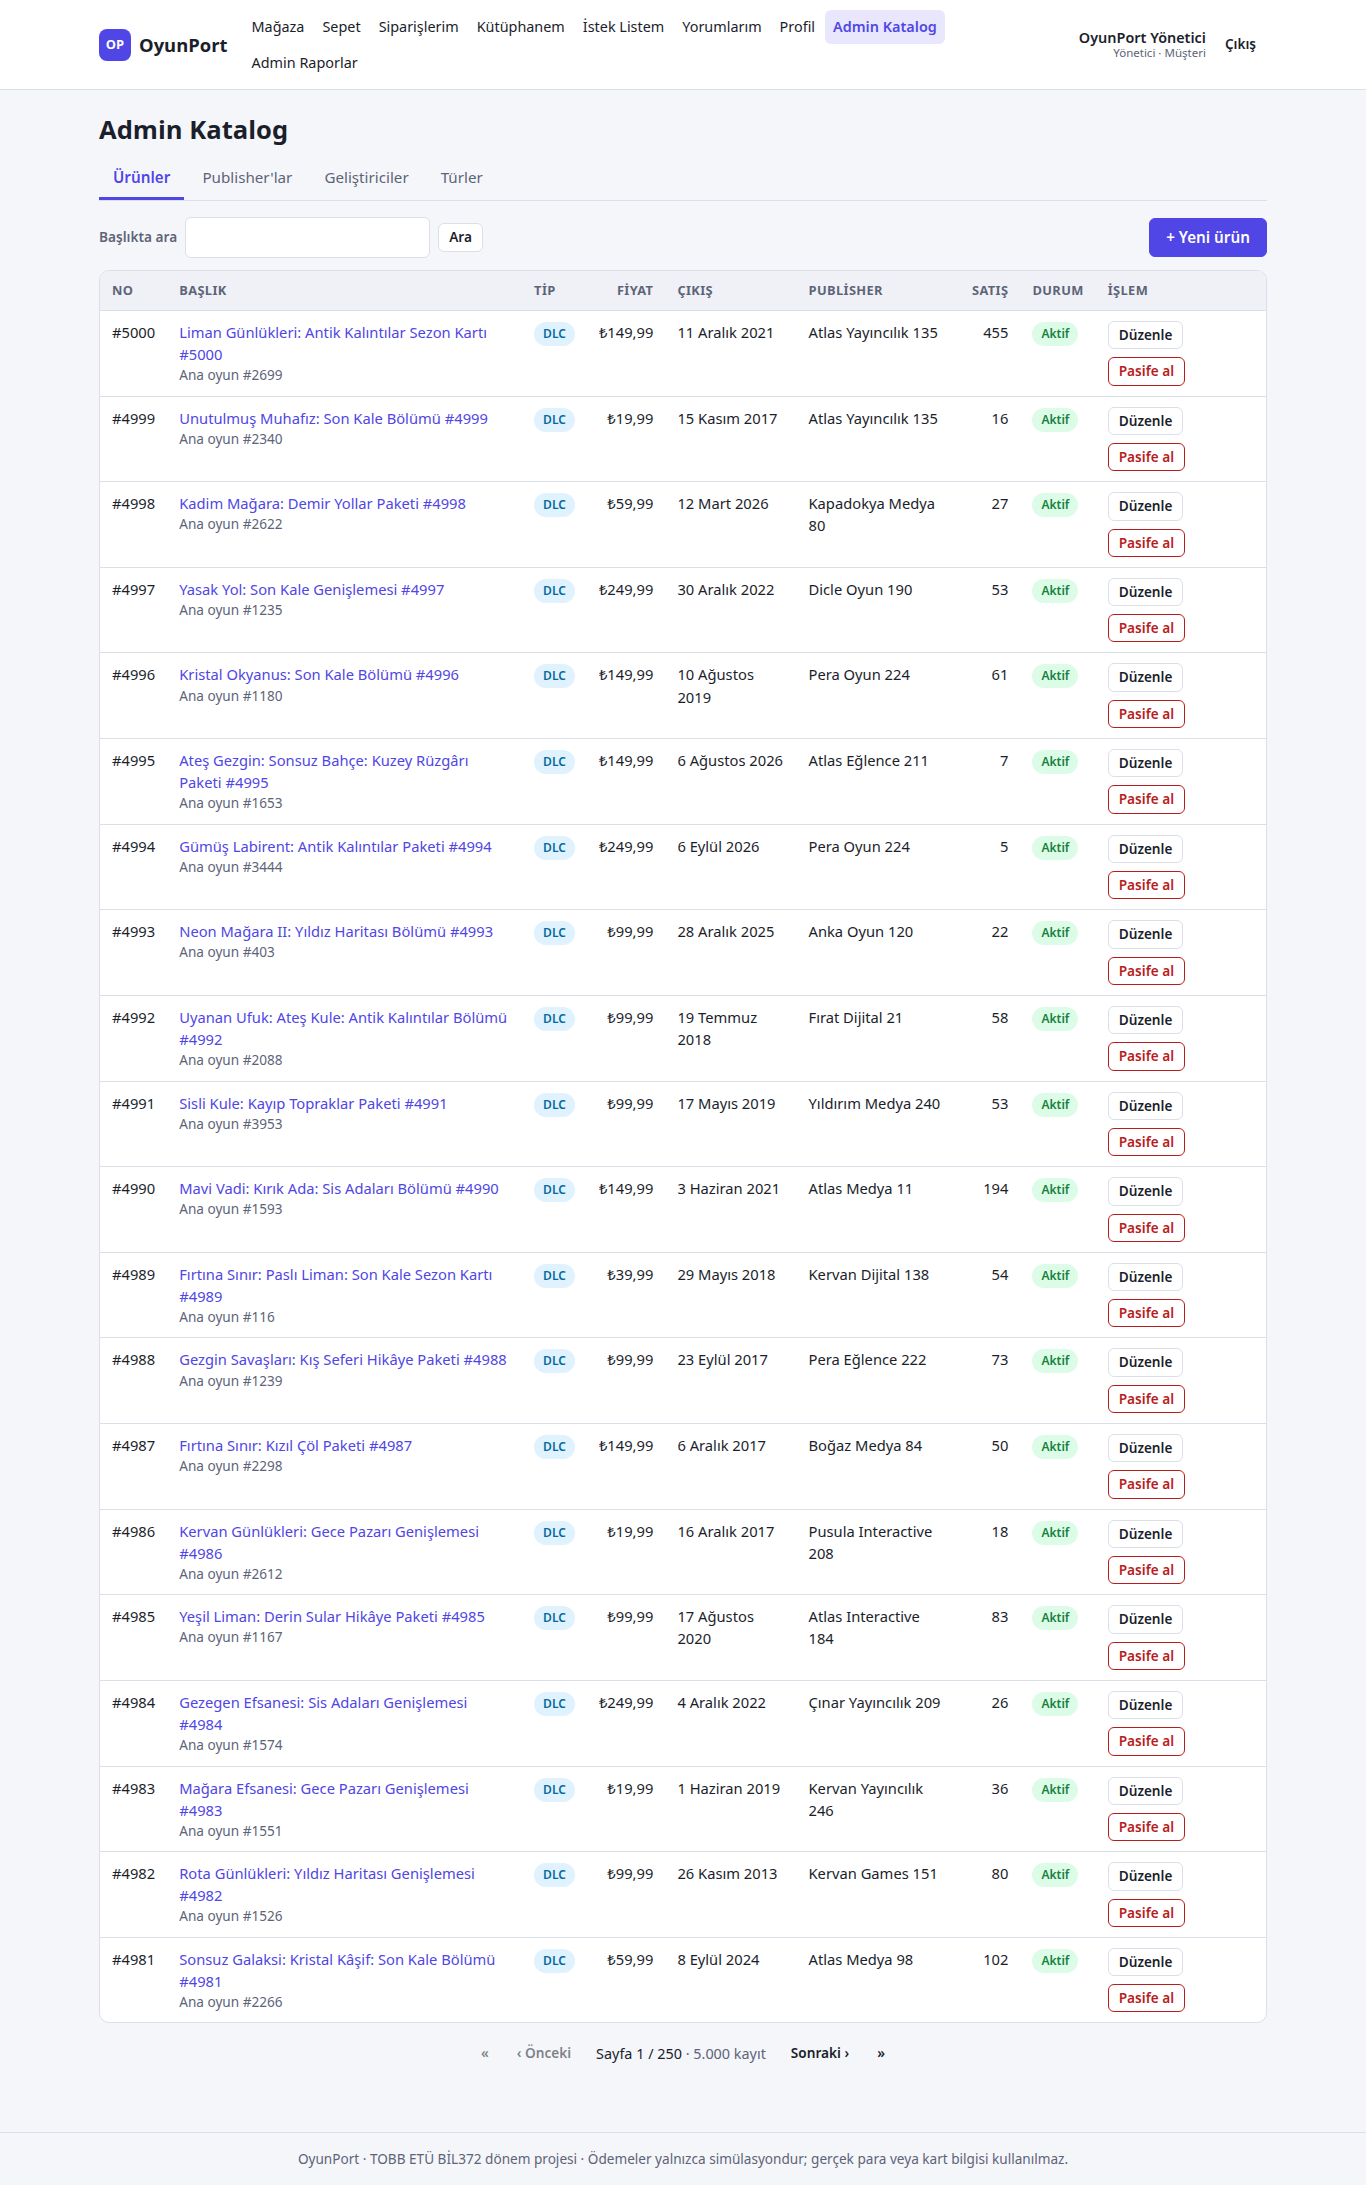 OP OyunPort Mağaza Sepet Siparişlerim Kütüphanem İstek Listem Yorumlarım Profil Admin Katalog
Admin Raporlar
OyunPort Yönetici
Yönetici · Müşteri
Çıkış
Admin Katalog
Ürünler Publisher'lar Geliştiriciler Türler
Başlıkta ara Ara + Yeni ürün
NO BAŞLIK TİP FİYAT ÇIKIŞ PUBLİSHER SATIŞ DURUM İŞLEM
#5000 Liman Günlükleri: Antik Kalıntılar Sezon Kartı DLC ₺149,99 11 Aralık 2021 Atlas Yayıncılık 135 455 Aktif Düzenle
#5000
Ana oyun #2699 Pasife al
#4999 Unutulmuş Muhafız: Son Kale Bölümü #4999 DLC ₺19,99 15 Kasım 2017 Atlas Yayıncılık 135 16 Aktif Düzenle
Ana oyun #2340 Pasife al
#4998 Kadim Mağara: Demir Yollar Paketi #4998 DLC ₺59,99 12 Mart 2026 Kapadokya Medya 27 Aktif Düzenle
Ana oyun #2622 80 Pasife al
#4997 Yasak Yol: Son Kale Genişlemesi #4997 DLC ₺249,99 30 Aralık 2022 Dicle Oyun 190 53 Aktif Düzenle
Ana oyun #1235 Pasife al
#4996 Kristal Okyanus: Son Kale Bölümü #4996 DLC ₺149,99 10 Ağustos Pera Oyun 224 61 Aktif Düzenle
Ana oyun #1180 2019 Pasife al
#4995 Ateş Gezgin: Sonsuz Bahçe: Kuzey Rüzgârı DLC ₺149,99 6 Ağustos 2026 Atlas Eğlence 211 7 Aktif Düzenle
Paketi #4995
Ana oyun #1653 Pasife al
#4994 Gümüş Labirent: Antik Kalıntılar Paketi #4994 DLC ₺249,99 6 Eylül 2026 Pera Oyun 224 5 Aktif Düzenle
Ana oyun #3444 Pasife al
#4993 Neon Mağara II: Yıldız Haritası Bölümü #4993 DLC ₺99,99 28 Aralık 2025 Anka Oyun 120 22 Aktif Düzenle
Ana oyun #403 Pasife al
#4992 Uyanan Ufuk: Ateş Kule: Antik Kalıntılar Bölümü DLC ₺99,99 19 Temmuz Fırat Dijital 21 58 Aktif Düzenle
#4992 2018
Ana oyun #2088 Pasife al
#4991 Sisli Kule: Kayıp Topraklar Paketi #4991 DLC ₺99,99 17 Mayıs 2019 Yıldırım Medya 240 53 Aktif Düzenle
Ana oyun #3953 Pasife al
#4990 Mavi Vadi: Kırık Ada: Sis Adaları Bölümü #4990 DLC ₺149,99 3 Haziran 2021 Atlas Medya 11 194 Aktif Düzenle
Ana oyun #1593 Pasife al
#4989 Fırtına Sınır: Paslı Liman: Son Kale Sezon Kartı DLC ₺39,99 29 Mayıs 2018 Kervan Dijital 138 54 Aktif Düzenle
#4989
Ana oyun #116 Pasife al
#4988 Gezgin Savaşları: Kış Seferi Hikâye Paketi #4988 DLC ₺99,99 23 Eylül 2017 Pera Eğlence 222 73 Aktif Düzenle
Ana oyun #1239 Pasife al
#4987 Fırtına Sınır: Kızıl Çöl Paketi #4987 DLC ₺149,99 6 Aralık 2017 Boğaz Medya 84 50 Aktif Düzenle
Ana oyun #2298 Pasife al
#4986 Kervan Günlükleri: Gece Pazarı Genişlemesi DLC ₺19,99 16 Aralık 2017 Pusula Interactive 18 Aktif Düzenle
#4986 208
Ana oyun #2612 Pasife al
#4985 Yeşil Liman: Derin Sular Hikâye Paketi #4985 DLC ₺99,99 17 Ağustos Atlas Interactive 83 Aktif Düzenle
Ana oyun #1167 2020 184 Pasife al
#4984 Gezegen Efsanesi: Sis Adaları Genişlemesi DLC ₺249,99 4 Aralık 2022 Çınar Yayıncılık 209 26 Aktif Düzenle
#4984
Ana oyun #1574 Pasife al
#4983 Mağara Efsanesi: Gece Pazarı Genişlemesi DLC ₺19,99 1 Haziran 2019 Kervan Yayıncılık 36 Aktif Düzenle
#4983 246
Ana oyun #1551 Pasife al
#4982 Rota Günlükleri: Yıldız Haritası Genişlemesi DLC ₺99,99 26 Kasım 2013 Kervan Games 151 80 Aktif Düzenle
#4982
Ana oyun #1526 Pasife al
#4981 Sonsuz Galaksi: Kristal Kâşif: Son Kale Bölümü DLC ₺59,99 8 Eylül 2024 Atlas Medya 98 102 Aktif Düzenle
#4981
Ana oyun #2266 Pasife al
« ‹ Önceki Sayfa 1 / 250 · 5.000 kayıt Sonraki › »
OyunPort · TOBB ETÜ BİL372 dönem projesi · Ödemeler yalnızca simülasyondur; gerçek para veya kart bilgisi kullanılmaz.